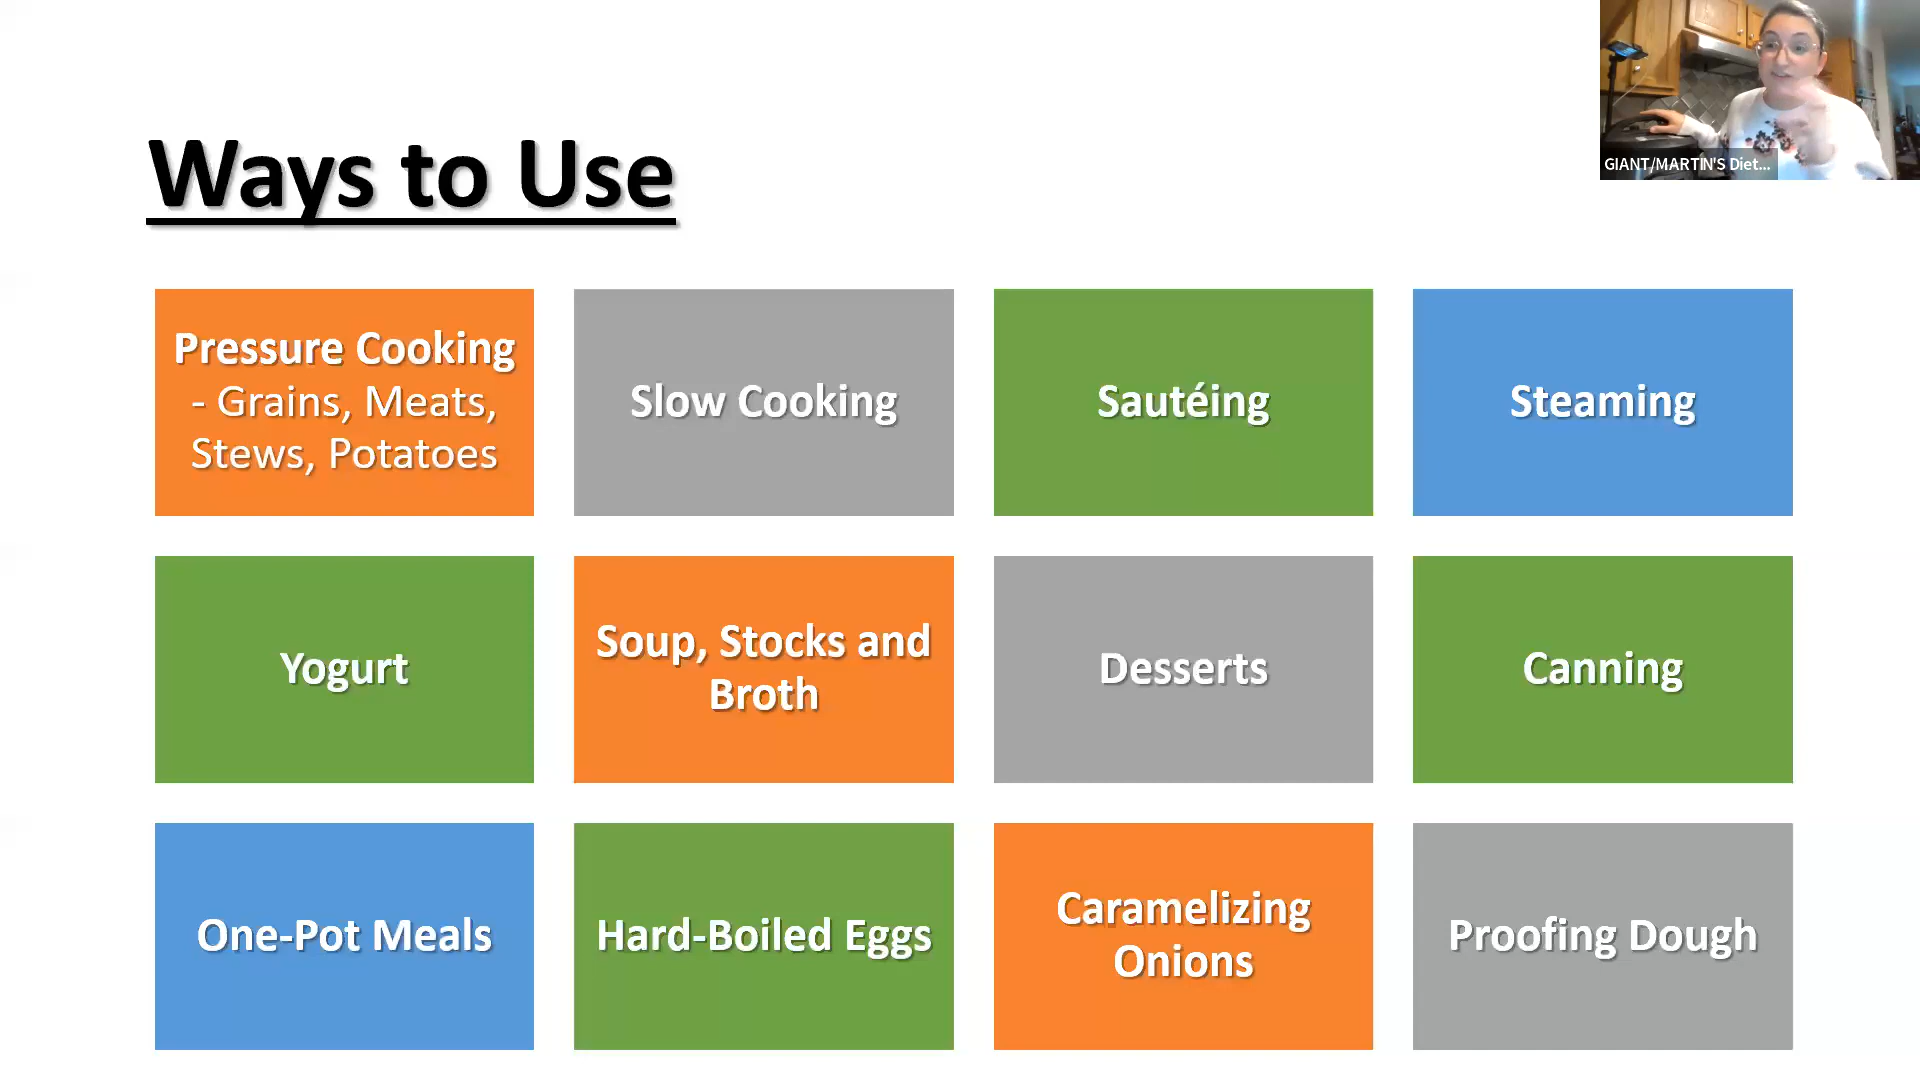 GIANT/MARTIN'S Diet...
Ways to Use
Pressure Cooking
- Grains, Meats,
Stews, Potatoes
Slow Cooking
Sautéing
Steaming
Yogurt
Soup, Stocks and
Broth
Desserts
Canning
One-Pot Meals
Hard-Boiled Eggs
Caramelizing
Onions
Proofing Dough